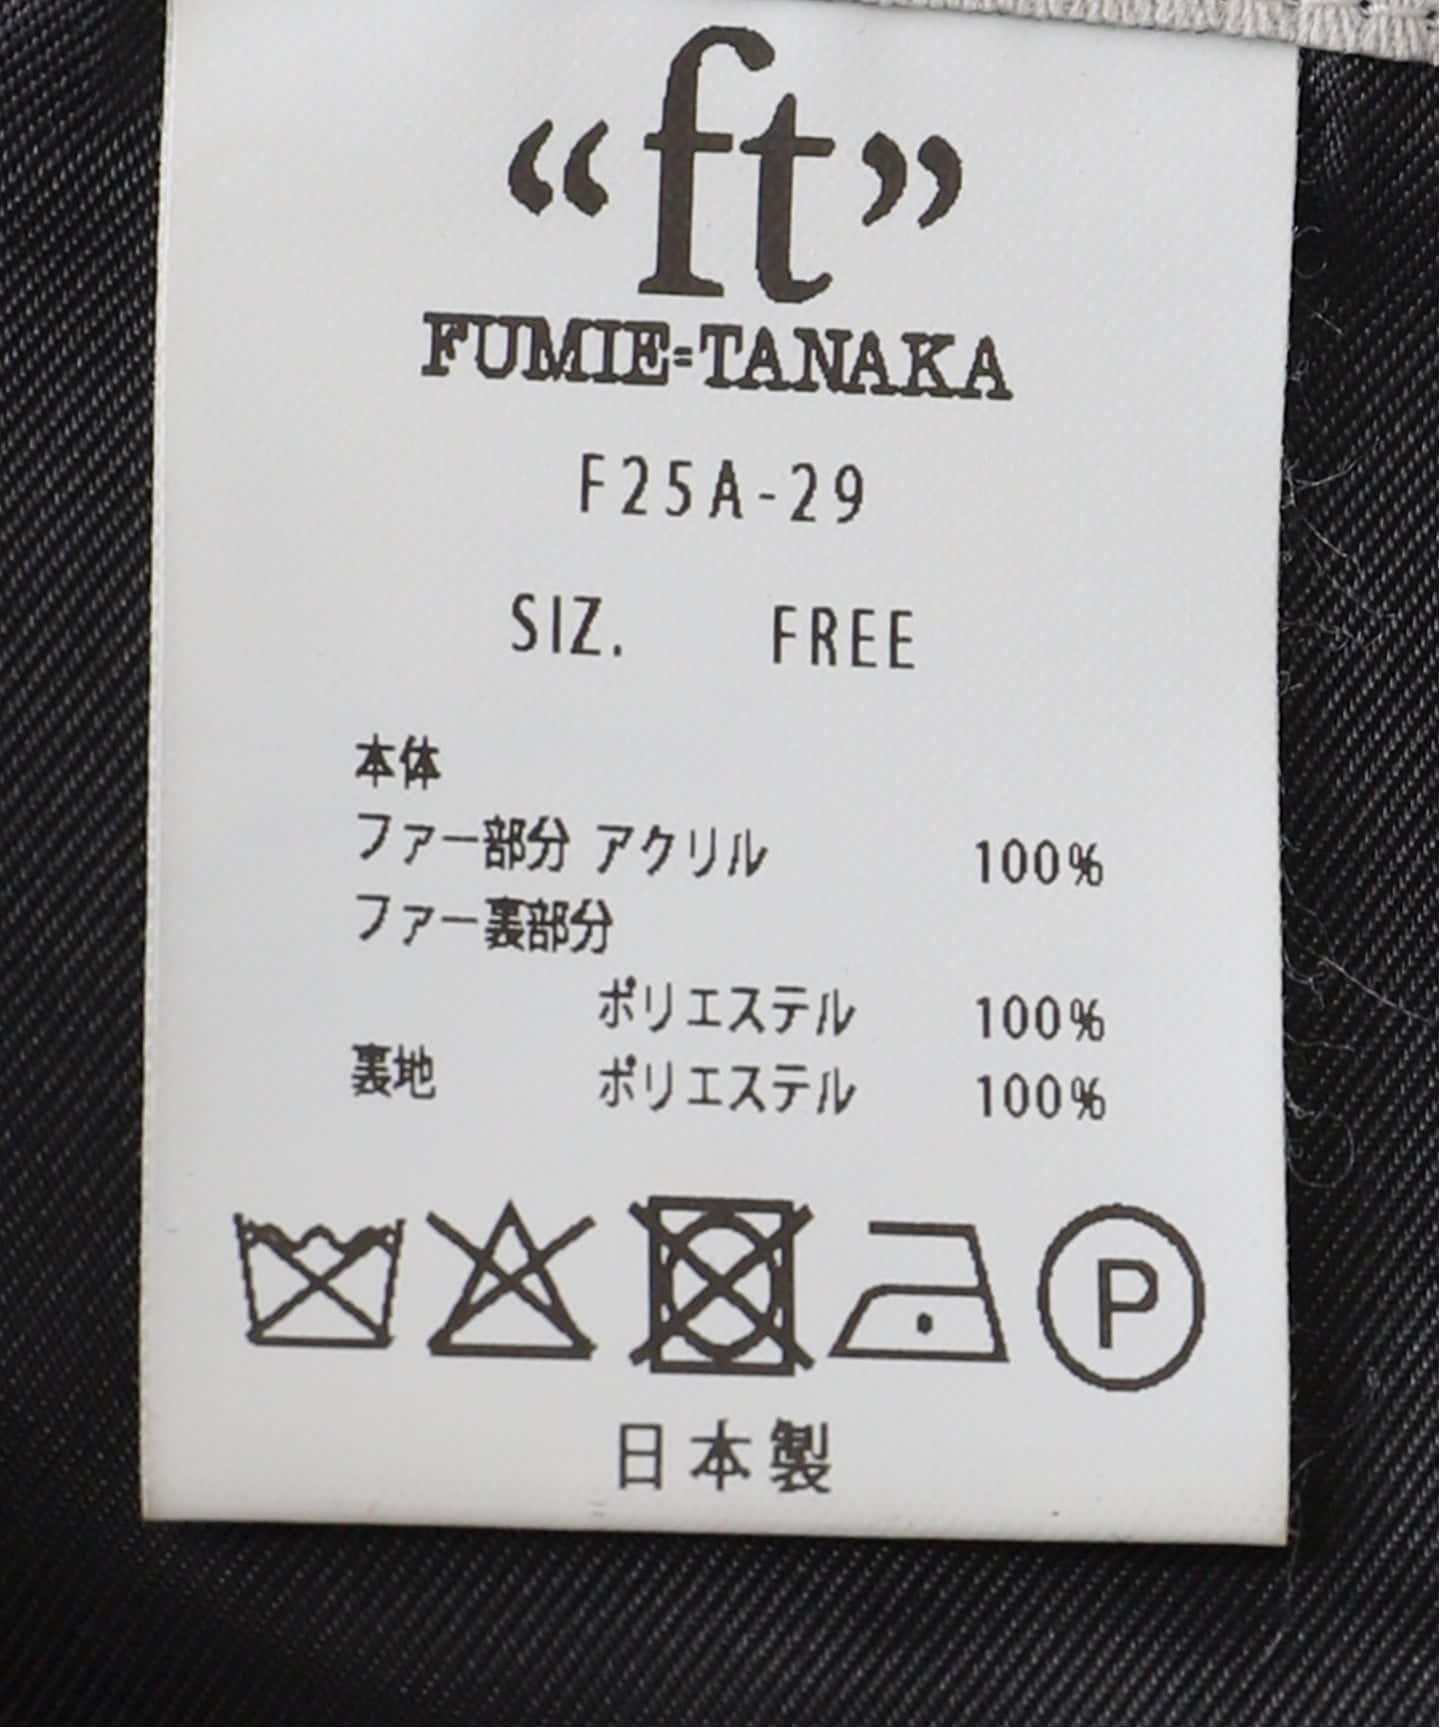 “ft”
FUMIE=TANAKA
F25A-29
SIZ. FREE
本体
ファー部分 アクリル 100%
ファー裏部分
ポリエステル 100%
裏地 ポリエステル 100%
P
日本製